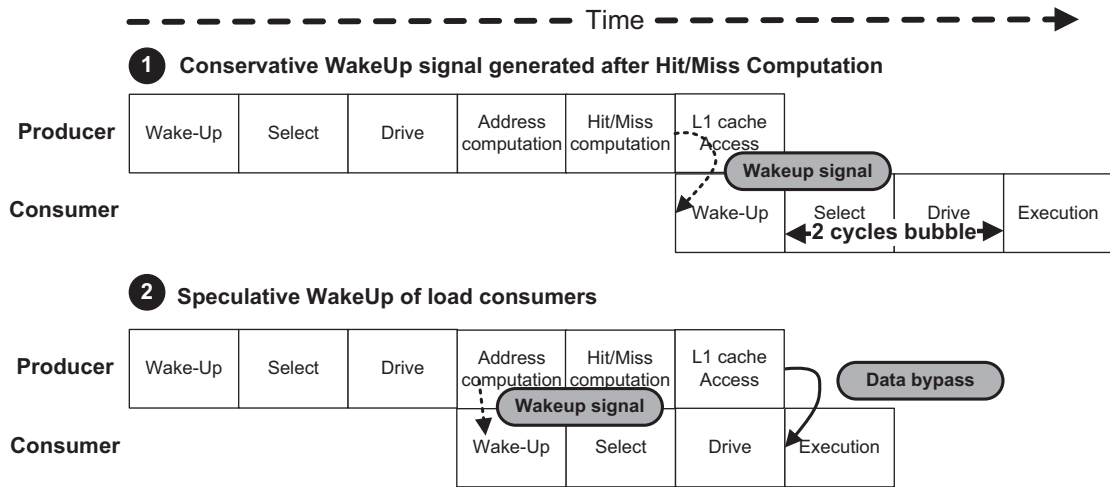 Time
1 Conservative WakeUp signal generated after Hit/Miss Computation
Producer
Wake-Up
Select
Drive
Address
computation
Hit/Miss
computation
L1 cache
Access
Wakeup signal
Consumer
Wake-Up
Select
Drive
Execution
2 cycles bubble
2 Speculative WakeUp of load consumers
Producer
Wake-Up
Select
Drive
Address
computation
Hit/Miss
computation
L1 cache
Access
Data bypass
Wakeup signal
Consumer
Wake-Up
Select
Drive
Execution